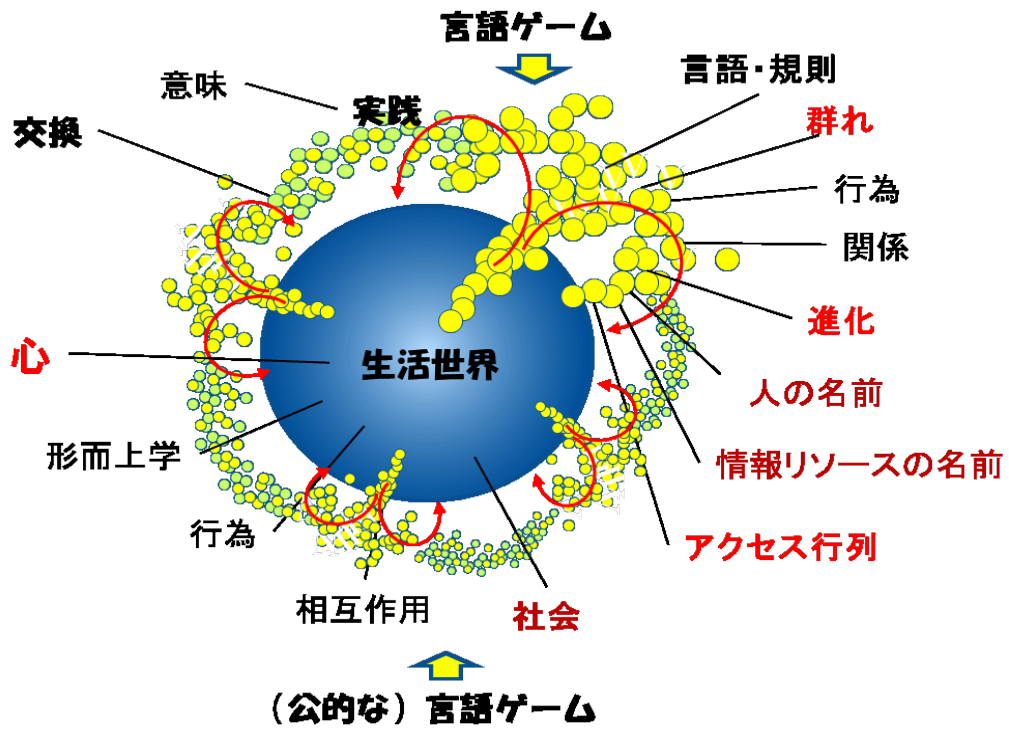 言語ゲーム
言語・規則
意味
実践
群れ
交換
行為
関係
進化
心
生活世界
人の名前
形而上学
情報リソースの名前
行為
アクセス行列
相互作用
社会
（公的な）言語ゲーム